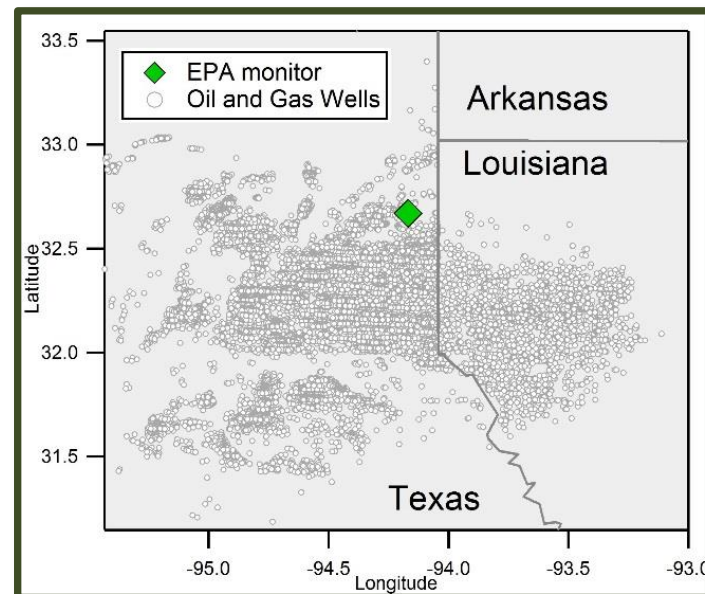 33.5
33.0
32.5
32.0
31.5
Latitude
EPA monitor
Oil and Gas Wells
Arkansas
Louisiana
Texas
-95.0 -94.5 -94.0 -93.5 -93.0
Longitude